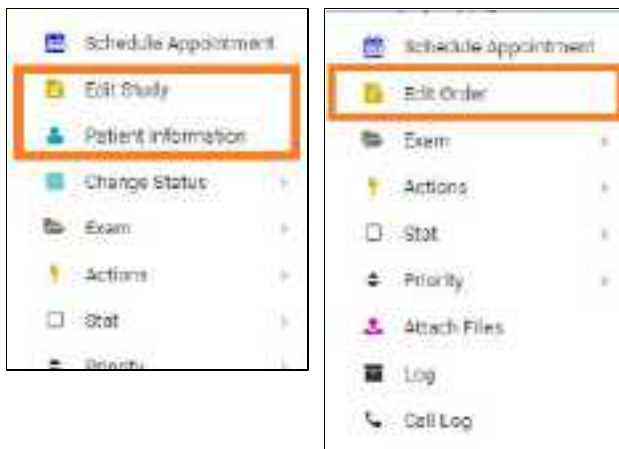 Schedule Appointment
Edit Study
Patient Information
Change Status
Exam
Actions
Stat
Priority
Schedule Appointment
Edit Order
Exam
Actions
Stat
Priority
Attach Files
Log
Call Log